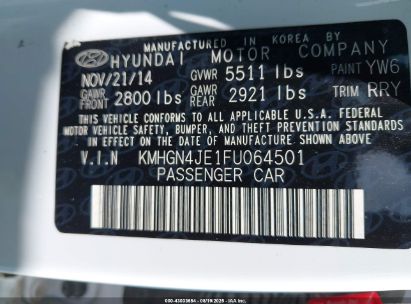 MANUFACTURED IN KOREA BY
HYUNDAI MOTOR COMPANY
NOV/21/14 GVWR 5511 lbs PAINT YW6
GAWR FRONT 2800 lbs GAWR REAR 2921 lbs TRIM RRY
THIS VEHICLE CONFORMS TO ALL APPLICABLE U.S.A. FEDERAL
MOTOR VEHICLE SAFETY, BUMPER, AND THEFT PREVENTION
STANDARDS IN EFFECT ON THE DATE OF MANUFACTURE SHOWN ABOVE.
V.I.N KMHGN4JE1FU064501
PASSENGER CAR